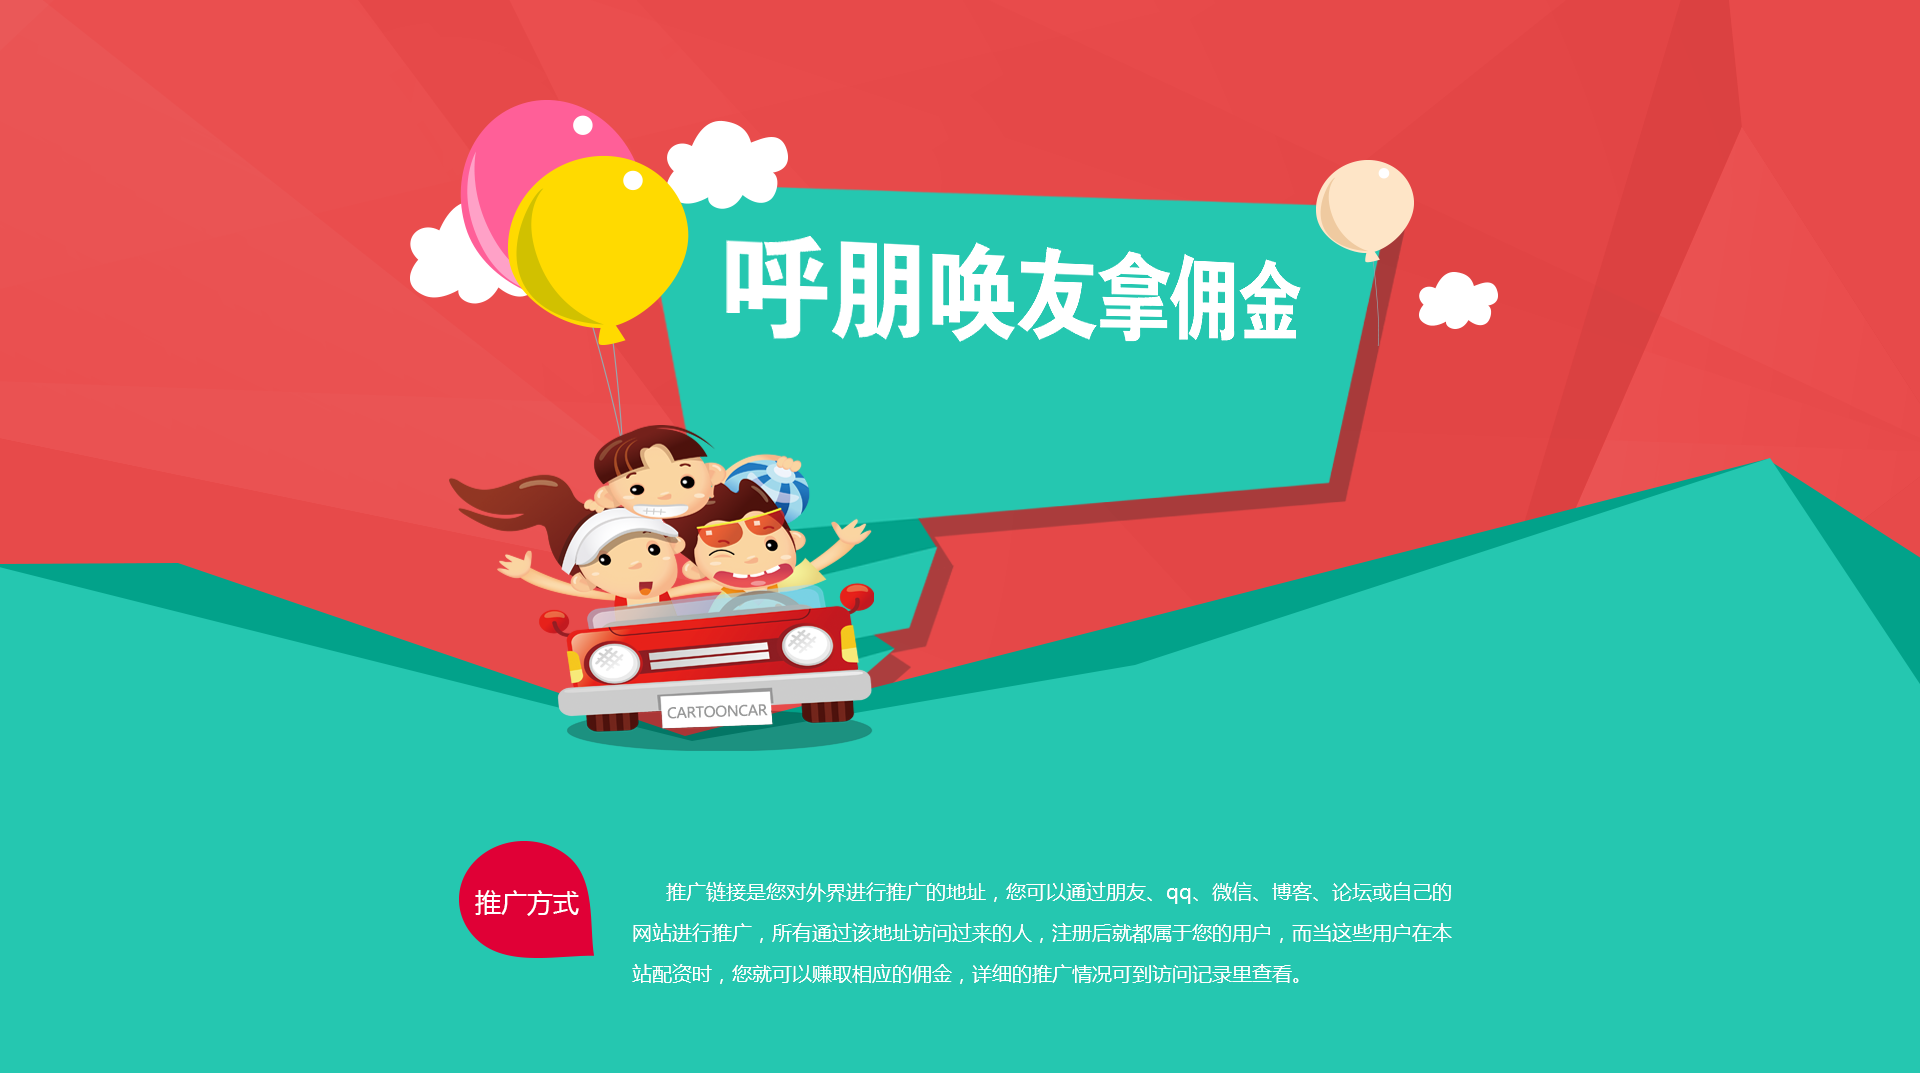 呼朋唤友拿佣金
CARTOONCAR
推广方式
推广链接是您对外界进行推广的地址，您可以通过朋友、qq、微信、博客、论坛或自己的
网站进行推广，所有通过该地址访问过来的人，注册后就都属于您的用户，而当这些用户在本
站配资时，您就可以赚取相应的佣金，详细的推广情况可到访问记录里查看。